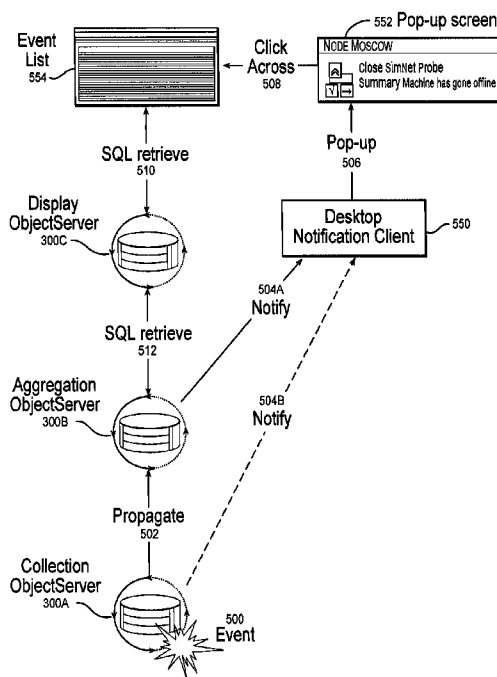 552 Pop-up screen
NODE MOSCOW
Close SimNet Probe
Summary Machine has gone offline
Event
List
554
Click
Across
508
SQL retrieve
510
Pop-up
506
Display
ObjectServer
300C
Desktop
Notification Client
550
504A
Notify
SQL retrieve
512
Aggregation
ObjectServer
300B
504B
Notify
Propagate
502
Collection
ObjectServer
300A
500
Event